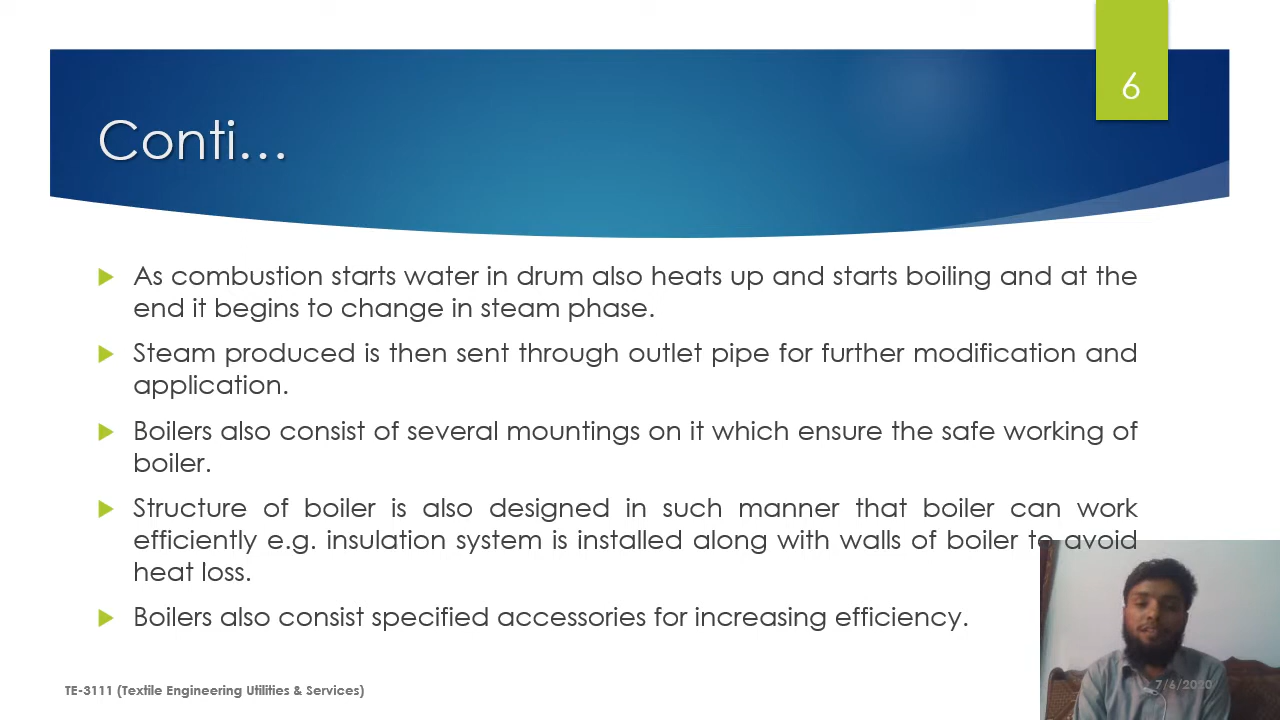 6
Conti...
As combustion starts water in drum also heats up and starts boiling and at the
end it begins to change in steam phase.
Steam produced is then sent through outlet pipe for further modification and
application.
Boilers also consist of several mountings on it which ensure the safe working of
boiler.
Structure of boiler is also designed in such manner that boiler can work
efficiently e.g. insulation system is installed along with walls of boiler to avoid
heat loss.
Boilers also consist specified accessories for increasing efficiency.
TE-3111 (Textile Engineering Utilities & Services)
7/6/2020